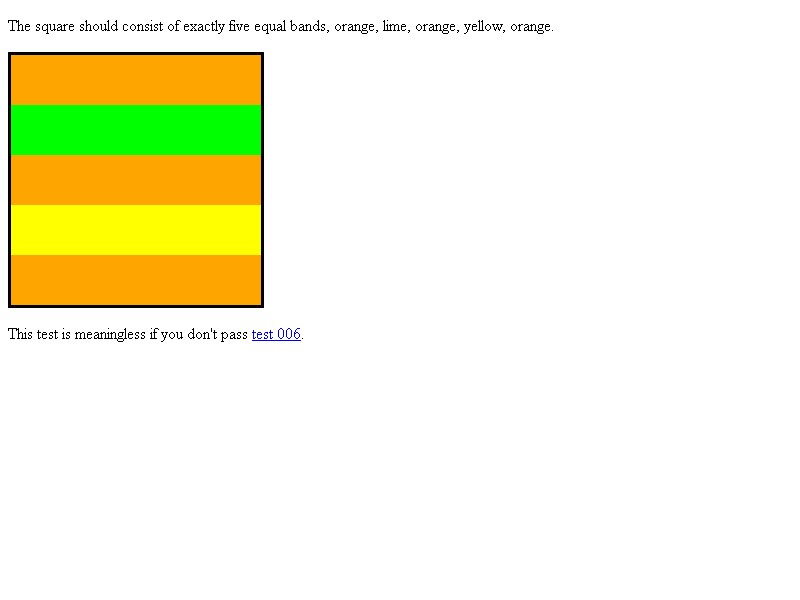 The square should consist of exactly five equal bands, orange, lime, orange, yellow, orange.
This test is meaningless if you don't pass test 006.